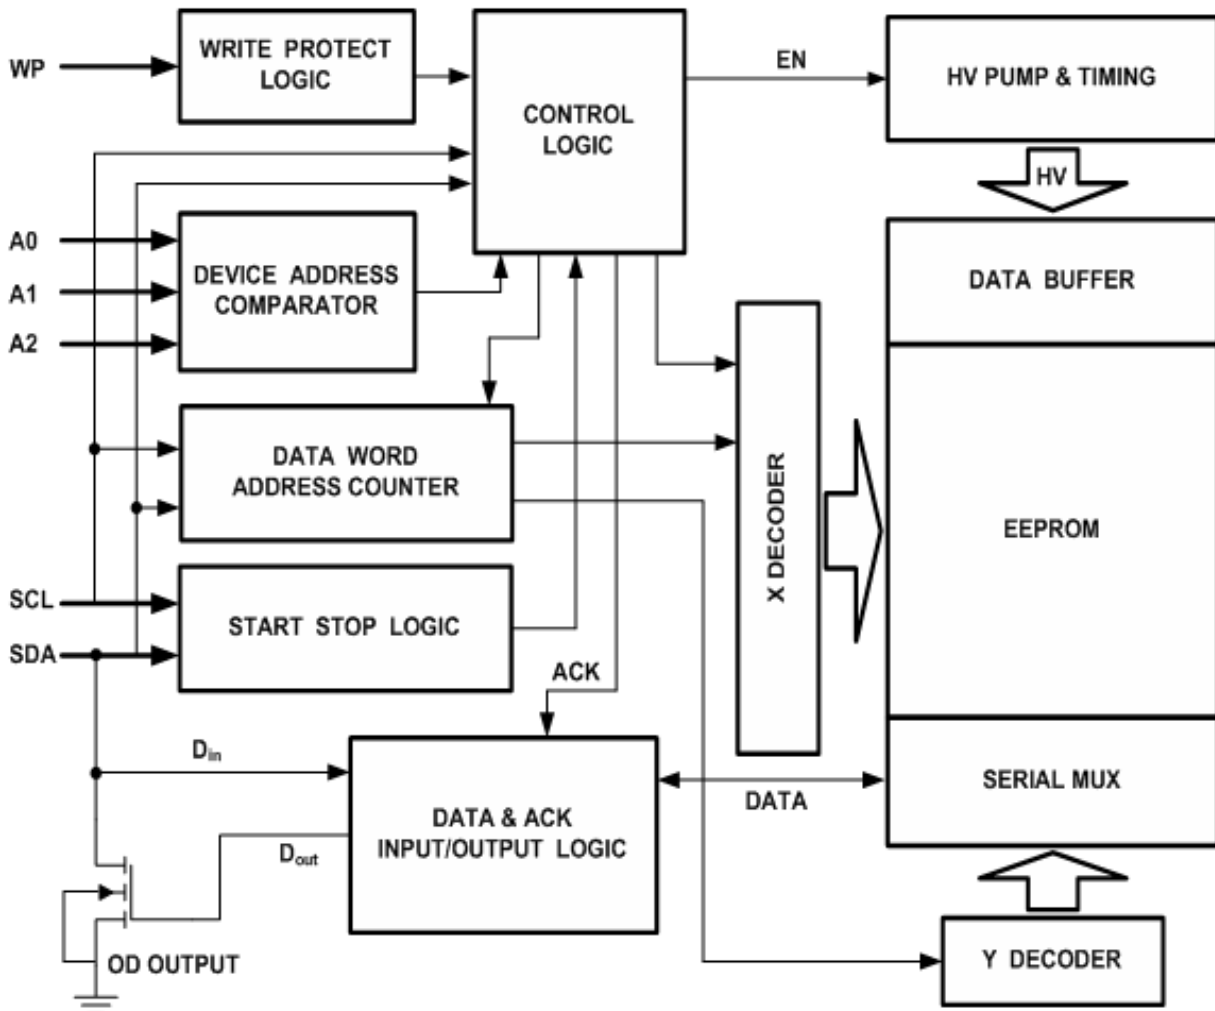 WP
WRITE PROTECT
LOGIC
CONTROL
LOGIC
EN
HV PUMP & TIMING
HV
A0
A1
A2
DEVICE ADDRESS
COMPARATOR
DATA BUFFER
DATA WORD
ADDRESS COUNTER
X DECODER
EEPROM
SCL
SDA
START STOP LOGIC
ACK
Din
DATA & ACK
INPUT/OUTPUT LOGIC
DATA
SERIAL MUX
Dout
OD OUTPUT
Y DECODER